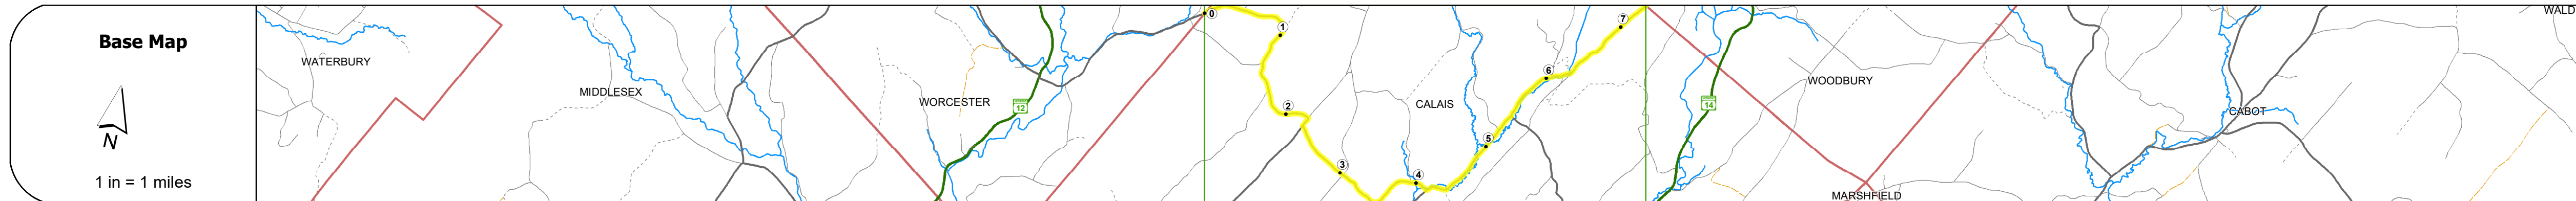 Base Map
N
1 in = 1 miles
WATERBURY
MIDDLESEX
WORCESTER
12
0
1
2
3
4
5
6
7
CALAIS
14
WOODBURY
MARSHFIELD
CABOT
WALD